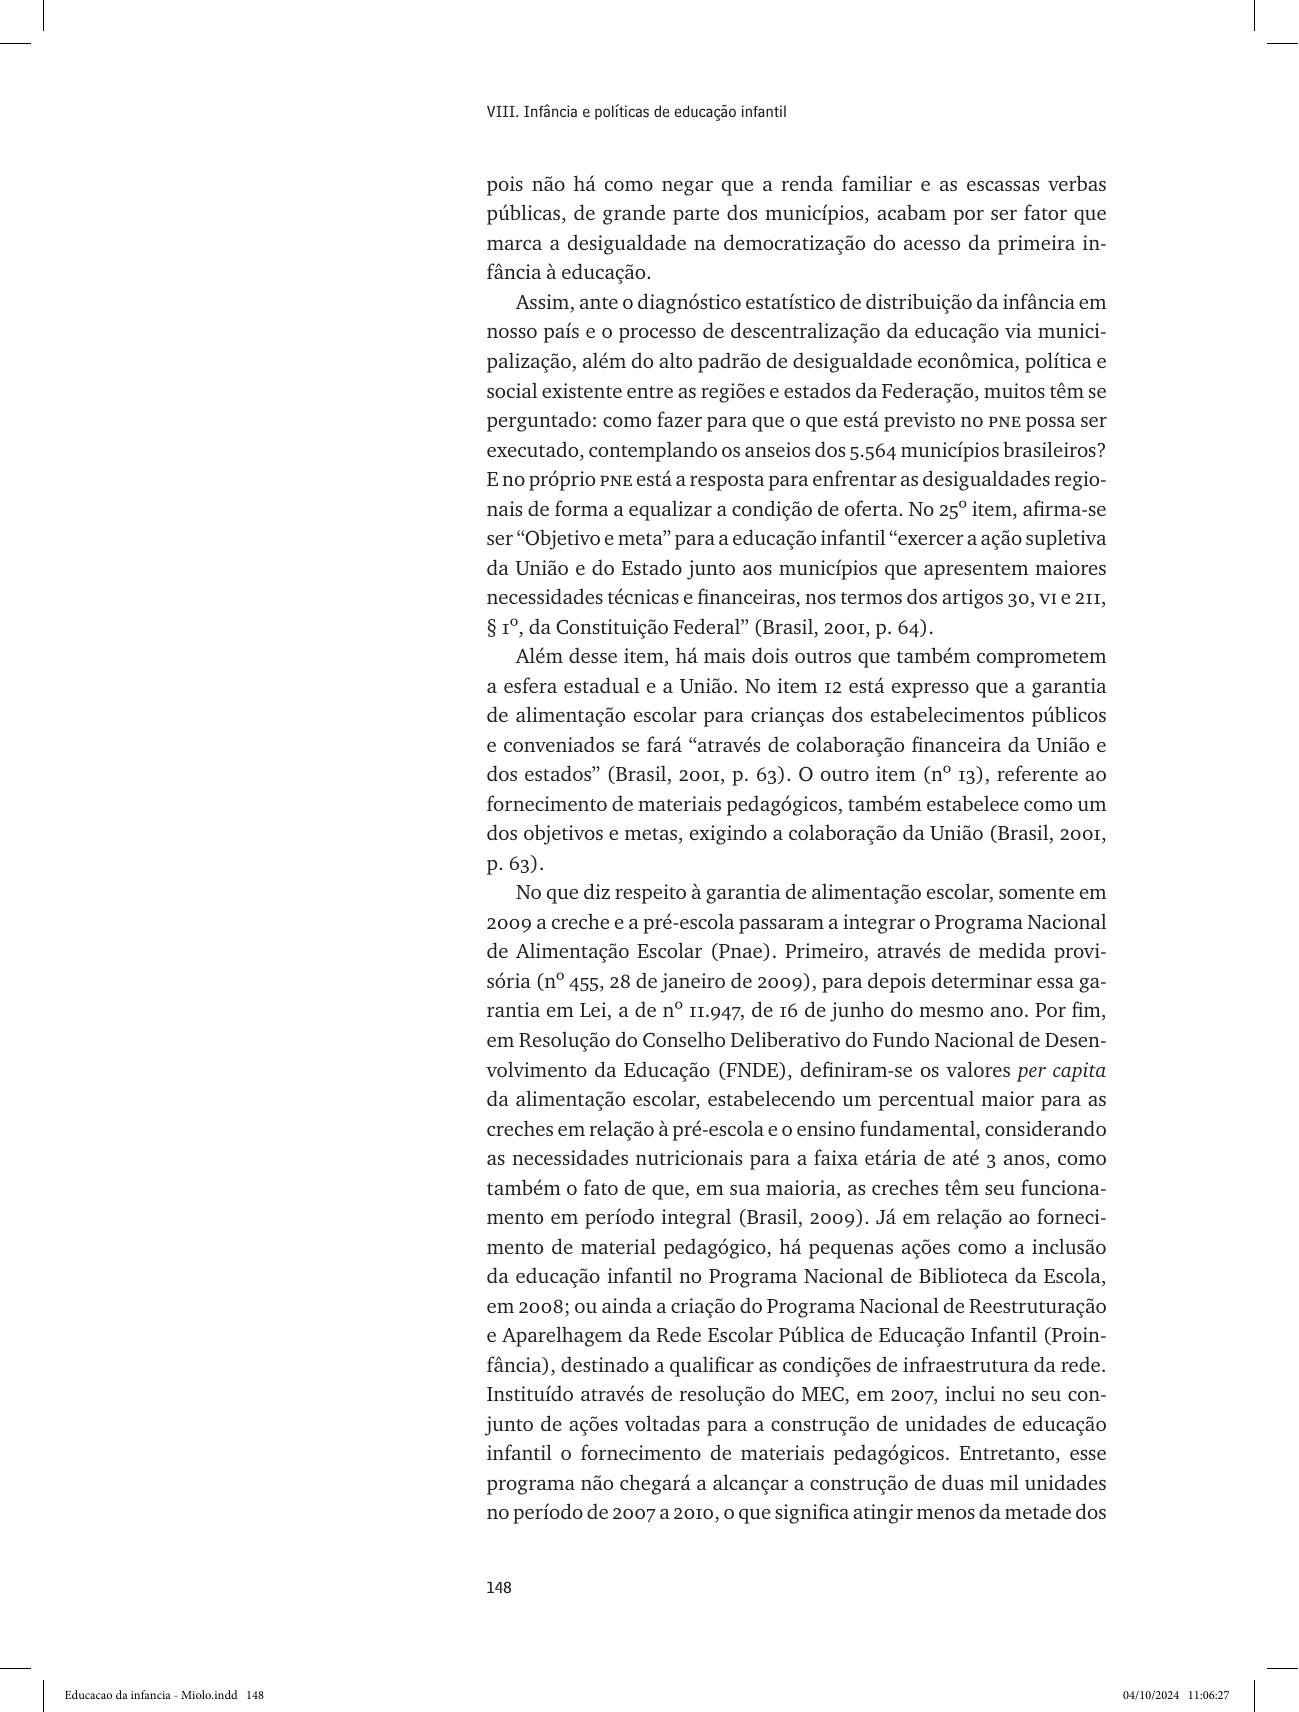 VIII. Infância e políticas de educação infantil
pois não há como negar que a renda familiar e as escassas verbas
públicas, de grande parte dos municípios, acabam por ser fator que
marca a desigualdade na democratização do acesso da primeira in-
fância à educação.
Assim, ante o diagnóstico estatístico de distribuição da infância em
nosso país e o processo de descentralização da educação via munici-
palização, além do alto padrão de desigualdade econômica, política e
social existente entre as regiões e estados da Federação, muitos têm se
perguntado: como fazer para que o que está previsto no PNE possa ser
executado, contemplando os anseios dos 5.564 municípios brasileiros?
E no próprio PNE está a resposta para enfrentar as desigualdades regio-
nais de forma a equalizar a condição de oferta. No 25º item, afirma-se
ser “Objetivo e meta” para a educação infantil “exercer a ação supletiva
da União e do Estado junto aos municípios que apresentem maiores
necessidades técnicas e financeiras, nos termos dos artigos 30, VI e 211,
§ 1º, da Constituição Federal” (Brasil, 2001, p. 64).
Além desse item, há mais dois outros que também comprometem
a esfera estadual e a União. No item 12 está expresso que a garantia
de alimentação escolar para crianças dos estabelecimentos públicos
e conveniados se fará “através de colaboração financeira da União e
dos estados” (Brasil, 2001, p. 63). O outro item (nº 13), referente ao
fornecimento de materiais pedagógicos, também estabelece como um
dos objetivos e metas, exigindo a colaboração da União (Brasil, 2001,
p. 63).
No que diz respeito à garantia de alimentação escolar, somente em
2009 a creche e a pré-escola passaram a integrar o Programa Nacional
de Alimentação Escolar (Pnae). Primeiro, através de medida provi-
sória (nº 455, 28 de janeiro de 2009), para depois determinar essa ga-
rantia em Lei, a de nº 11.947, de 16 de junho do mesmo ano. Por fim,
em Resolução do Conselho Deliberativo do Fundo Nacional de Desen-
volvimento da Educação (FNDE), definiram-se os valores per capita
da alimentação escolar, estabelecendo um percentual maior para as
creches em relação à pré-escola e o ensino fundamental, considerando
as necessidades nutricionais para a faixa etária de até 3 anos, como
também o fato de que, em sua maioria, as creches têm seu funciona-
mento em período integral (Brasil, 2009). Já em relação ao forneci-
mento de material pedagógico, há pequenas ações como a inclusão
da educação infantil no Programa Nacional de Biblioteca da Escola,
em 2008; ou ainda a criação do Programa Nacional de Reestruturação
e Aparelhagem da Rede Escolar Pública de Educação Infantil (Proin-
fância), destinado a qualificar as condições de infraestrutura da rede.
Instituído através de resolução do MEC, em 2007, inclui no seu con-
junto de ações voltadas para a construção de unidades de educação
infantil o fornecimento de materiais pedagógicos. Entretanto, esse
programa não chegará a alcançar a construção de duas mil unidades
no período de 2007 a 2010, o que significa atingir menos da metade dos
148
Educacao da infancia - Miolo.indd 148
04/10/2024 11:06:27